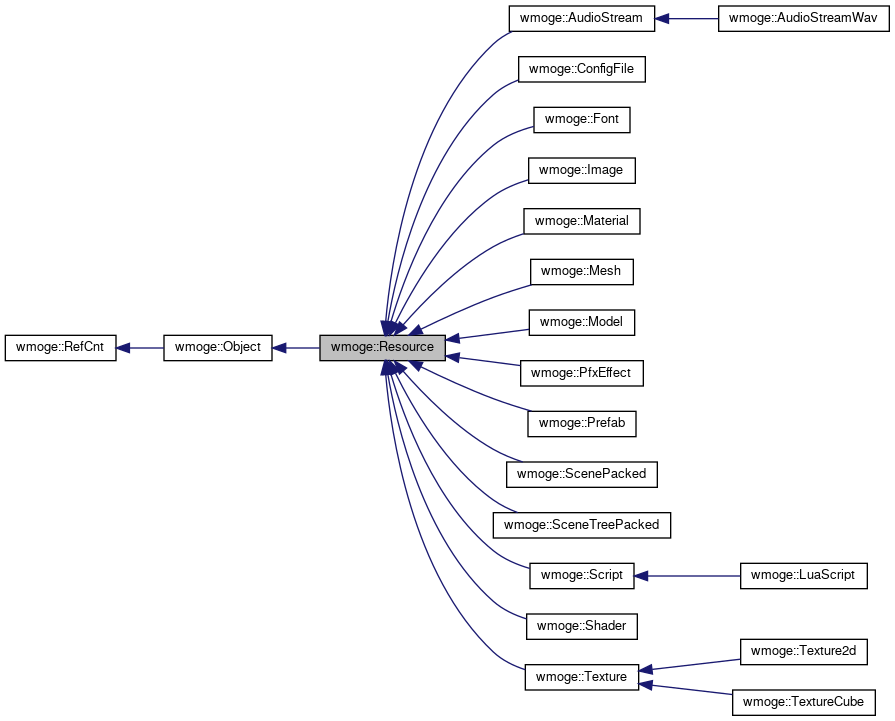 wmoge::AudioStream
wmoge::AudioStreamWav
wmoge::ConfigFile
wmoge::Font
wmoge::Image
wmoge::Material
wmoge::Mesh
wmoge::Model
wmoge::RefCnt
wmoge::Object
wmoge::Resource
wmoge::PfxEffect
wmoge::Prefab
wmoge::ScenePacked
wmoge::SceneTreePacked
wmoge::Script
wmoge::LuaScript
wmoge::Shader
wmoge::Texture2d
wmoge::Texture
wmoge::TextureCube